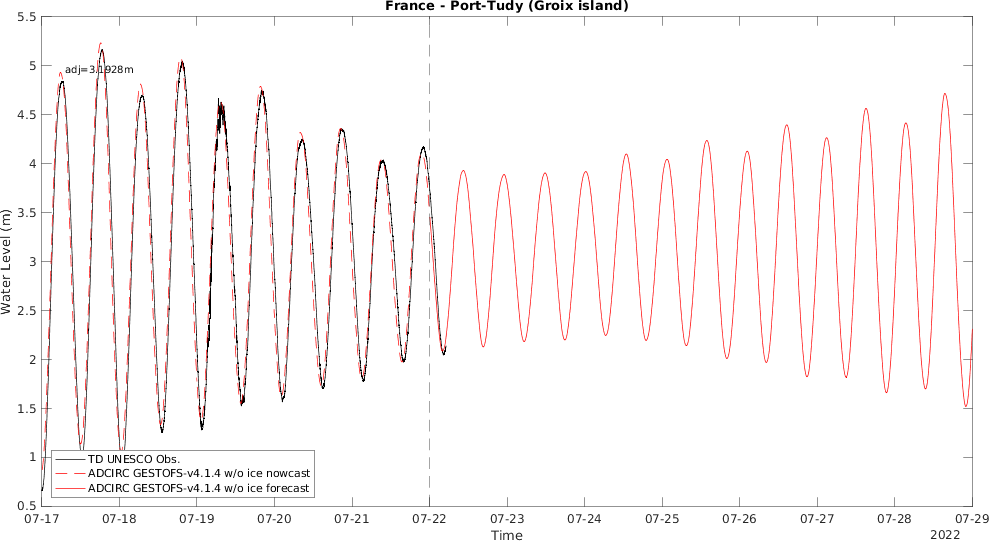 France - Port-Tudy (Groix island)
5.5
5
4.5
4
3.5
3
2.5
2
1.5
1
0.5
Water Level (m)
adj=3.1928m
TD UNESCO Obs.
ADCIRC GESTOFS-v4.1.4 w/o ice nowcast
ADCIRC GESTOFS-v4.1.4 w/o ice forecast
07-17 07-18 07-19 07-20 07-21 07-22 07-23 07-24 07-25 07-26 07-27 07-28 07-29
Time
2022